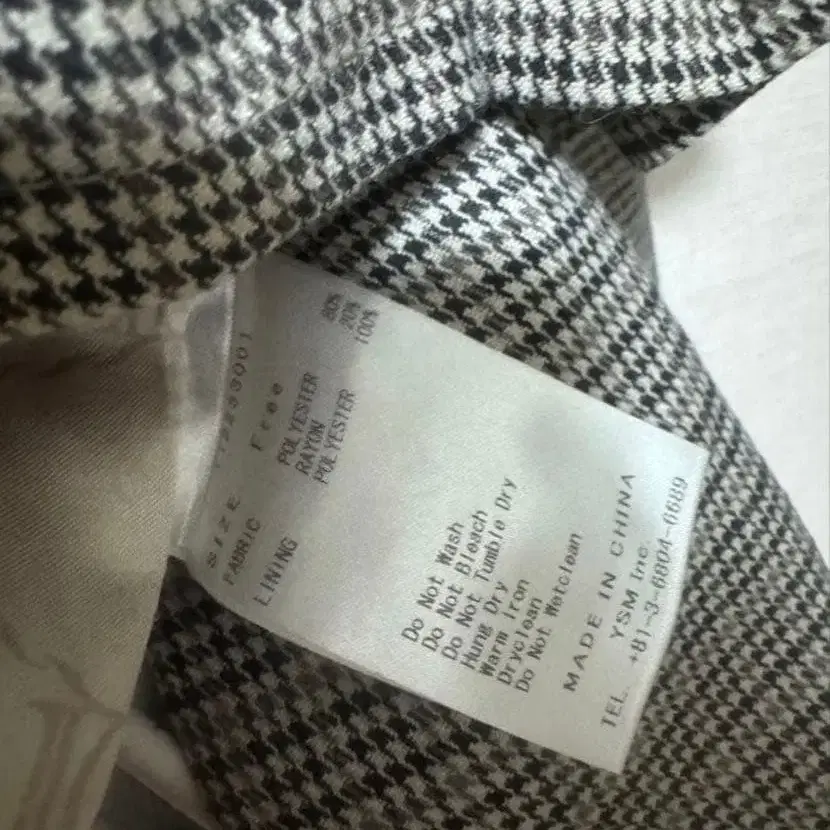 SIZE Free
FABRIC POLYESTER 80%
RAYON 20%
LINING POLYESTER 100%
Do Not Wash
Do Not Bleach
Do Not Tumble Dry
Hung Dry
Warm Iron
Dryclean
Do Not Wetclean
MADE IN CHINA
YSM Inc.
TEL. +81-3-6804-6689